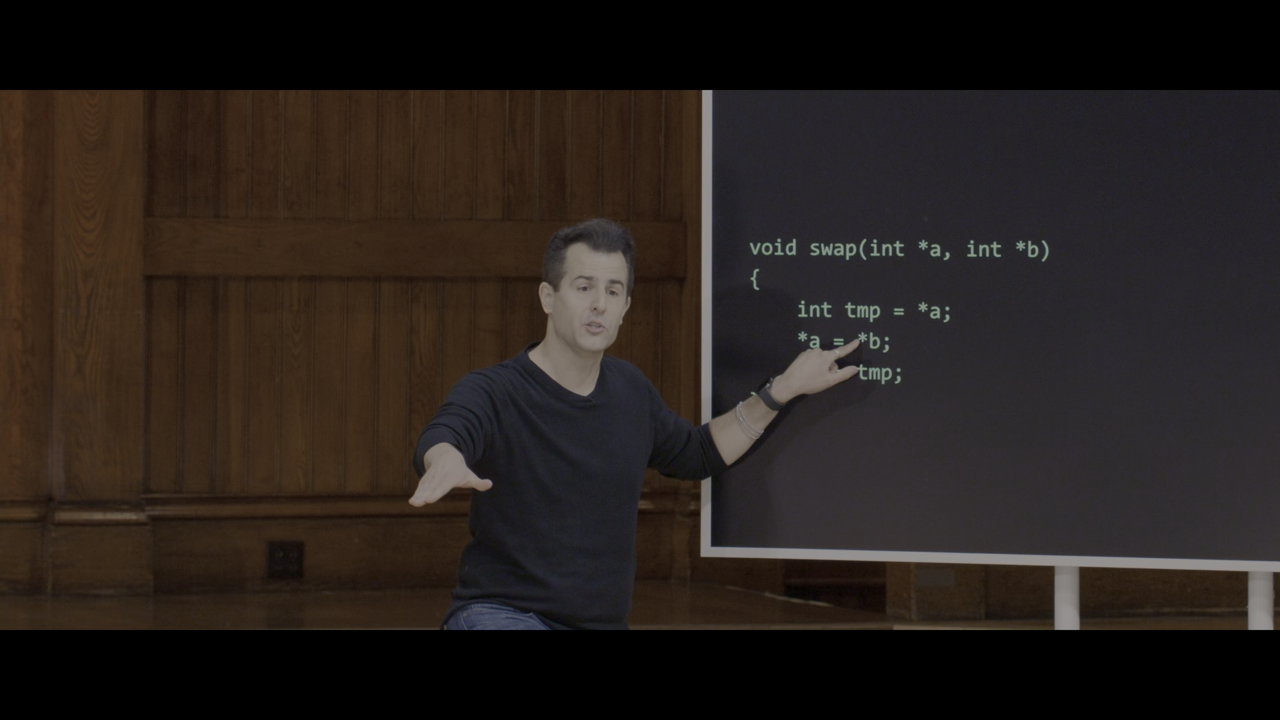 void swap(int *a, int *b)
{
int tmp = *a;
*a = *b;
tmp;